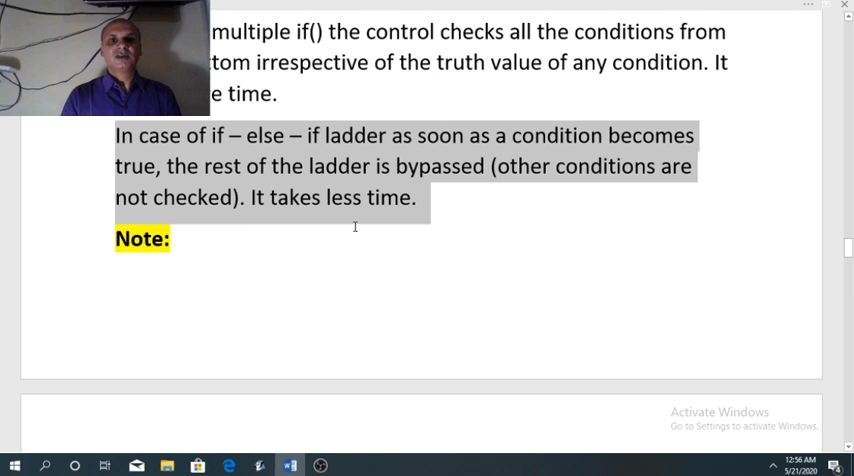 multiple if() the control checks all the conditions from
ttom irrespective of the truth value of any condition. It
e time.
In case of if – else – if ladder as soon as a condition becomes
true, the rest of the ladder is bypassed (other conditions are
not checked). It takes less time.
Note:
Activate Windows
Go to Settings to activate Windows.
12:56 AM
5/21/2020